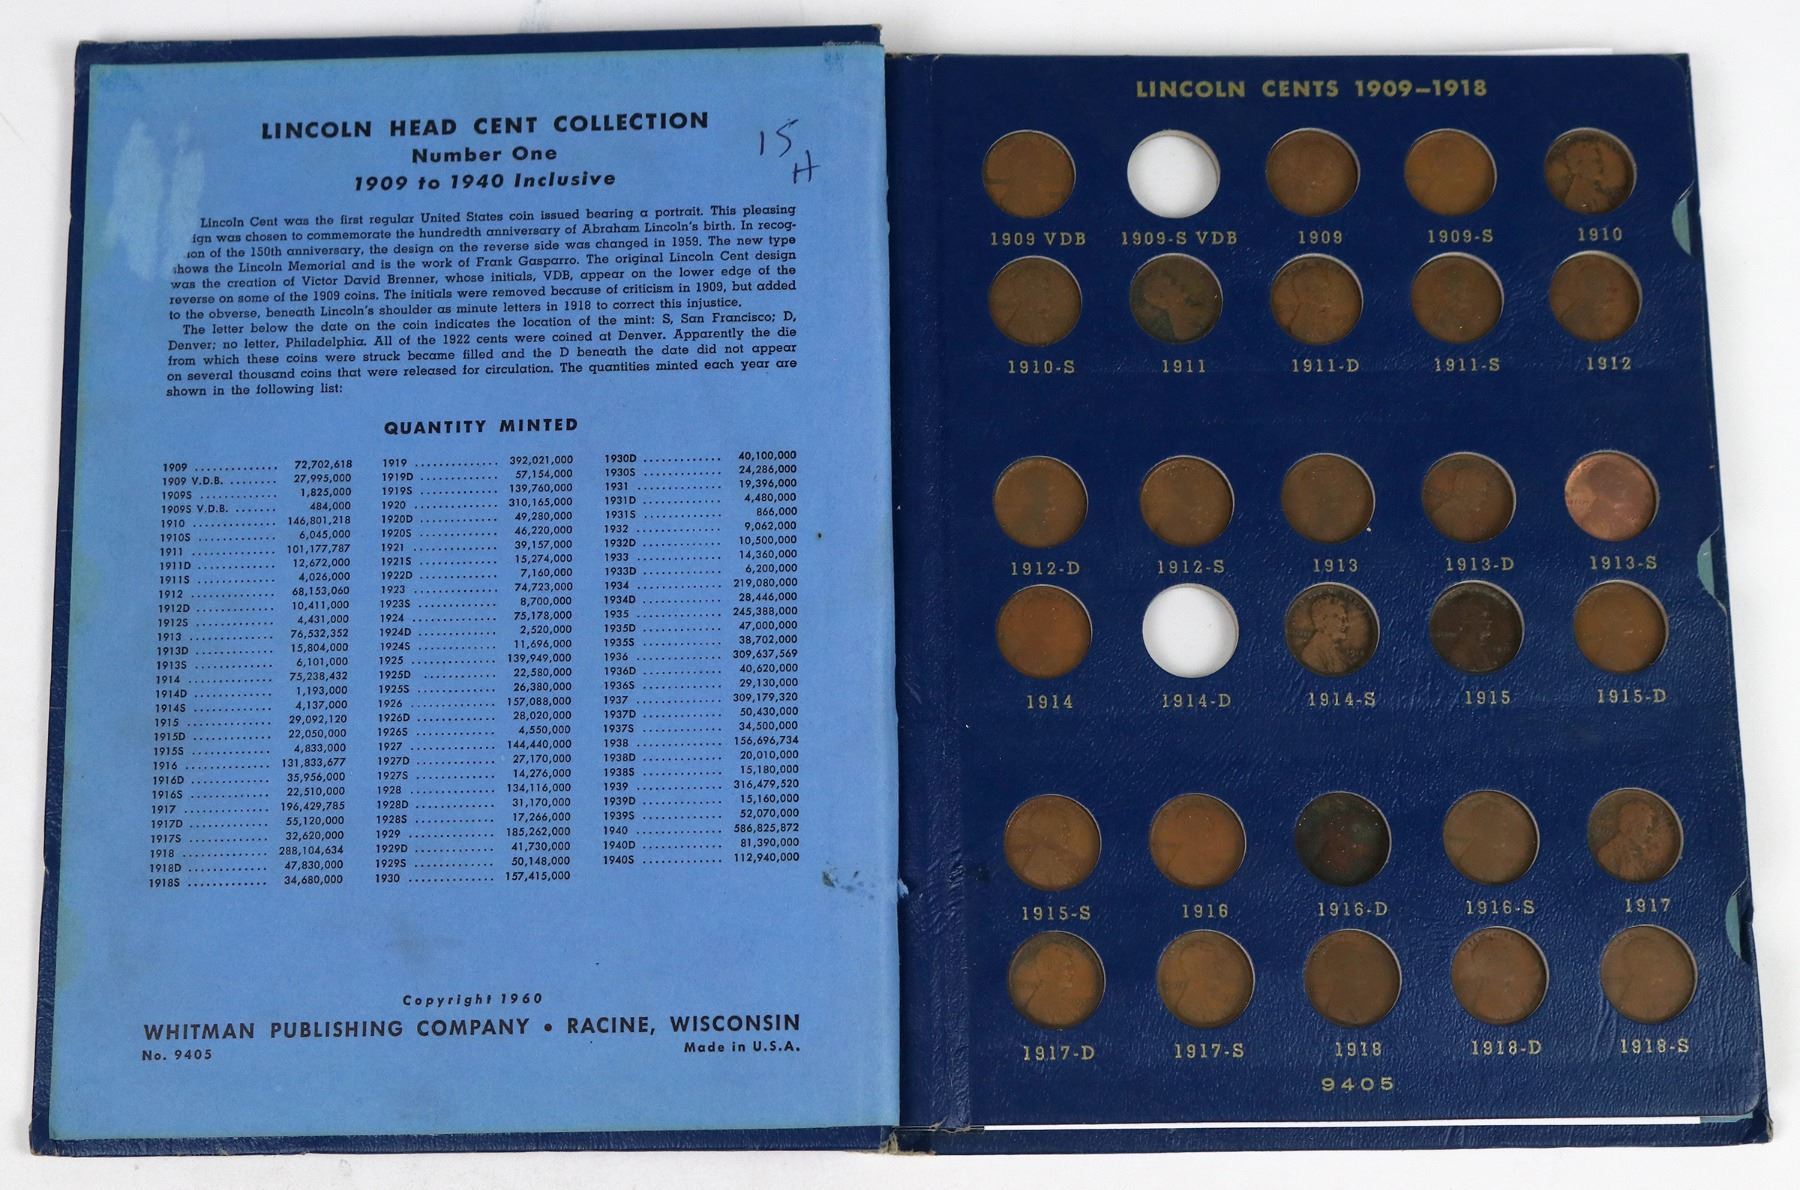 LINCOLN HEAD CENT COLLECTION
Number One
1909 to 1940 Inclusive
15
H
Lincoln Cent was the first regular United States coin issued bearing a portrait. This pleasing
ign was chosen to commemorate the hundredth anniversary of Abraham Lincoln's birth. In recog-
ion of the 150th anniversary, the design on the reverse side was changed in 1959. The new type
hows the Lincoln Memorial and is the work of Frank Gasparro. The original Lincoln Cent design
was the creation of Victor David Brenner, whose initials, VDB, appear on the lower edge of the
reverse on some of the 1909 coins. The initials were removed because of criticism in 1909, but added
to the obverse, beneath Lincoln's shoulder as minute letters in 1918 to correct this injustice.
The letter below the date on the coin indicates the location of the mint: S, San Francisco; D,
Denver; no letter, Philadelphia. All of the 1922 cents were coined at Denver. Apparently the die
from which these coins were struck became filled and the D beneath the date did not appear
on several thousand coins that were released for circulation. The quantities minted each year are
shown in the following list:
QUANTITY MINTED
1909 .............. 72,702,618
1909 V.D.B. ........ 27,995,000
1909S ............. 1,825,000
1909S V.D.B. ....... 484,000
1910 .............. 146,801,218
1910S ............. 6,045,000
1911 .............. 101,177,787
1911D ............. 12,672,000
1911S ............. 4,026,000
1912 .............. 68,153,060
1912D ............. 10,411,000
1912S ............. 4,431,000
1913 .............. 76,532,352
1913D ............. 15,804,000
1913S ............. 6,101,000
1914 .............. 75,238,432
1914D ............. 1,193,000
1914S ............. 4,137,000
1915 .............. 29,092,120
1915D ............. 22,050,000
1915S ............. 4,833,000
1916 .............. 131,833,677
1916D ............. 35,956,000
1916S ............. 22,510,000
1917 .............. 196,429,785
1917D ............. 55,120,000
1917S ............. 32,620,000
1918 .............. 288,104,634
1918D ............. 47,830,000
1918S ............. 34,680,000
1919 .............. 392,021,000
1919D ............. 57,154,000
1919S ............. 139,760,000
1920 .............. 310,165,000
1920D ............. 49,280,000
1920S ............. 46,220,000
1921 .............. 39,157,000
1921S ............. 15,274,000
1922D ............. 7,160,000
1923 .............. 74,723,000
1923S ............. 8,700,000
1924 .............. 75,178,000
1924D ............. 2,520,000
1924S ............. 11,696,000
1925 .............. 139,949,000
1925D ............. 22,580,000
1925S ............. 26,380,000
1926 .............. 157,088,000
1926D ............. 28,020,000
1926S ............. 4,550,000
1927 .............. 144,440,000
1927D ............. 27,170,000
1927S ............. 14,276,000
1928 .............. 134,116,000
1928D ............. 31,170,000
1928S ............. 17,266,000
1929 .............. 185,262,000
1929D ............. 41,730,000
1929S ............. 50,148,000
1930 .............. 157,415,000
1930D ............. 40,100,000
1930S ............. 24,286,000
1931 .............. 19,396,000
1931D ............. 4,480,000
1931S ............. 866,000
1932 .............. 9,062,000
1932D ............. 10,500,000
1933 .............. 14,360,000
1933D ............. 6,200,000
1934 .............. 219,080,000
1934D ............. 28,446,000
1935 .............. 245,388,000
1935D ............. 47,000,000
1935S ............. 38,702,000
1936 .............. 309,637,569
1936D ............. 40,620,000
1936S ............. 29,130,000
1937 .............. 309,179,320
1937D ............. 50,430,000
1937S ............. 34,500,000
1938 .............. 156,696,734
1938D ............. 20,010,000
1938S ............. 15,180,000
1939 .............. 316,479,520
1939D ............. 15,160,000
1939S ............. 52,070,000
1940 .............. 586,825,872
1940D ............. 81,390,000
1940S ............. 112,940,000
Copyright 1960
WHITMAN PUBLISHING COMPANY • RACINE, WISCONSIN
No. 9405 Made in U.S.A.
LINCOLN CENTS 1909–1918
1909 VDB 1909-S VDB 1909 1909-S 1910
1910-S 1911 1911-D 1911-S 1912
1912-D 1912-S 1913 1913-D 1913-S
1914 1914-D 1914-S 1915 1915-D
1915-S 1916 1916-D 1916-S 1917
1917-D 1917-S 1918 1918-D 1918-S
9405